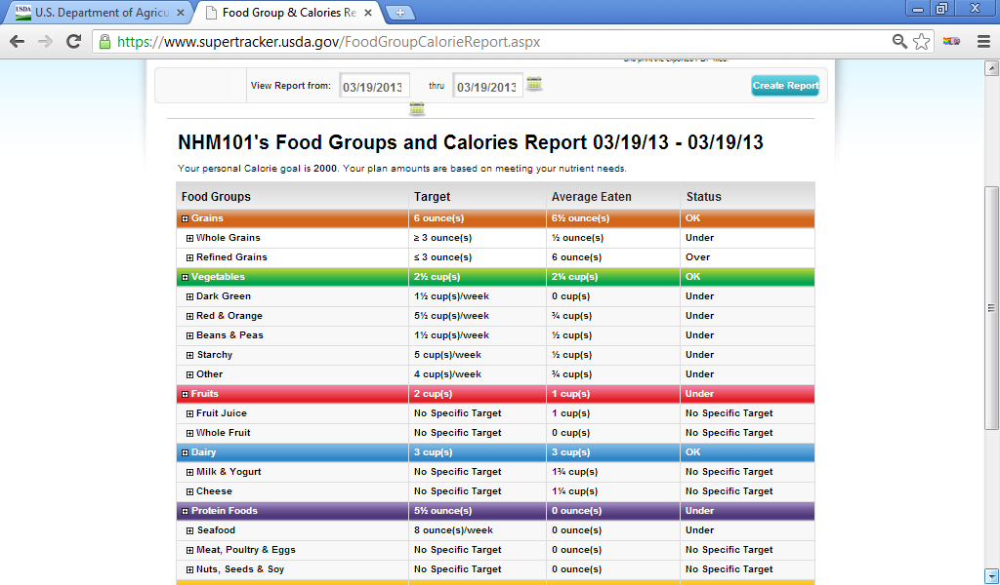 U.S. Department of Agricu
Food Group & Calories Re
https://www.supertracker.usda.gov/FoodGroupCalorieReport.aspx
and print the exported PDF files.
View Report from: 03/19/2013 thru 03/19/2013 Create Report
NHM101's Food Groups and Calories Report 03/19/13 - 03/19/13
Your personal Calorie goal is 2000. Your plan amounts are based on meeting your nutrient needs.
Food Groups Target Average Eaten Status
Grains 6 ounce(s) 6½ ounce(s) OK
Whole Grains ≥ 3 ounce(s) ½ ounce(s) Under
Refined Grains ≤ 3 ounce(s) 6 ounce(s) Over
Vegetables 2½ cup(s) 2¼ cup(s) OK
Dark Green 1½ cup(s)/week 0 cup(s) Under
Red & Orange 5½ cup(s)/week ¾ cup(s) Under
Beans & Peas 1½ cup(s)/week ½ cup(s) Under
Starchy 5 cup(s)/week ½ cup(s) Under
Other 4 cup(s)/week ¾ cup(s) Under
Fruits 2 cup(s) 1 cup(s) Under
Fruit Juice No Specific Target 1 cup(s) No Specific Target
Whole Fruit No Specific Target 0 cup(s) No Specific Target
Dairy 3 cup(s) 3 cup(s) OK
Milk & Yogurt No Specific Target 1¾ cup(s) No Specific Target
Cheese No Specific Target 1¼ cup(s) No Specific Target
Protein Foods 5½ ounce(s) 0 ounce(s) Under
Seafood 8 ounce(s)/week 0 ounce(s) Under
Meat, Poultry & Eggs No Specific Target 0 ounce(s) No Specific Target
Nuts, Seeds & Soy No Specific Target 0 ounce(s) No Specific Target